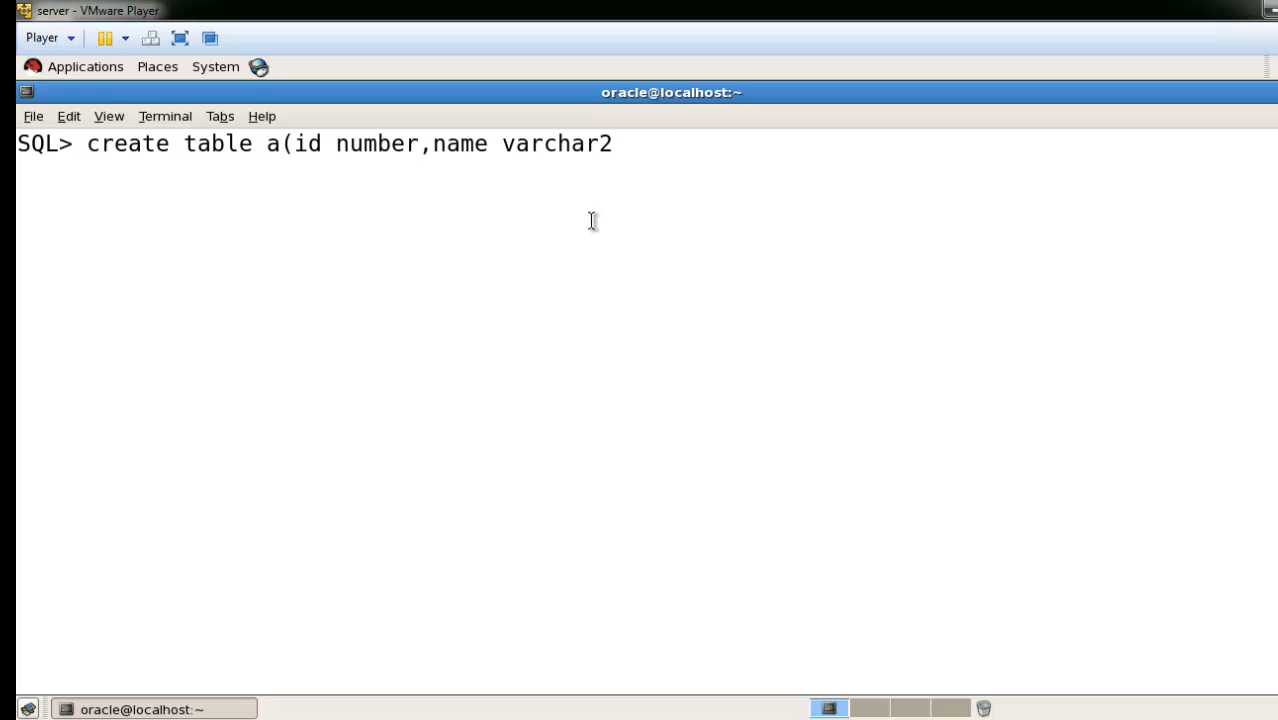 server - VMware Player
Player
Applications Places System
oracle@localhost:~
File Edit View Terminal Tabs Help
SQL> create table a(id number,name varchar2
oracle@localhost:~